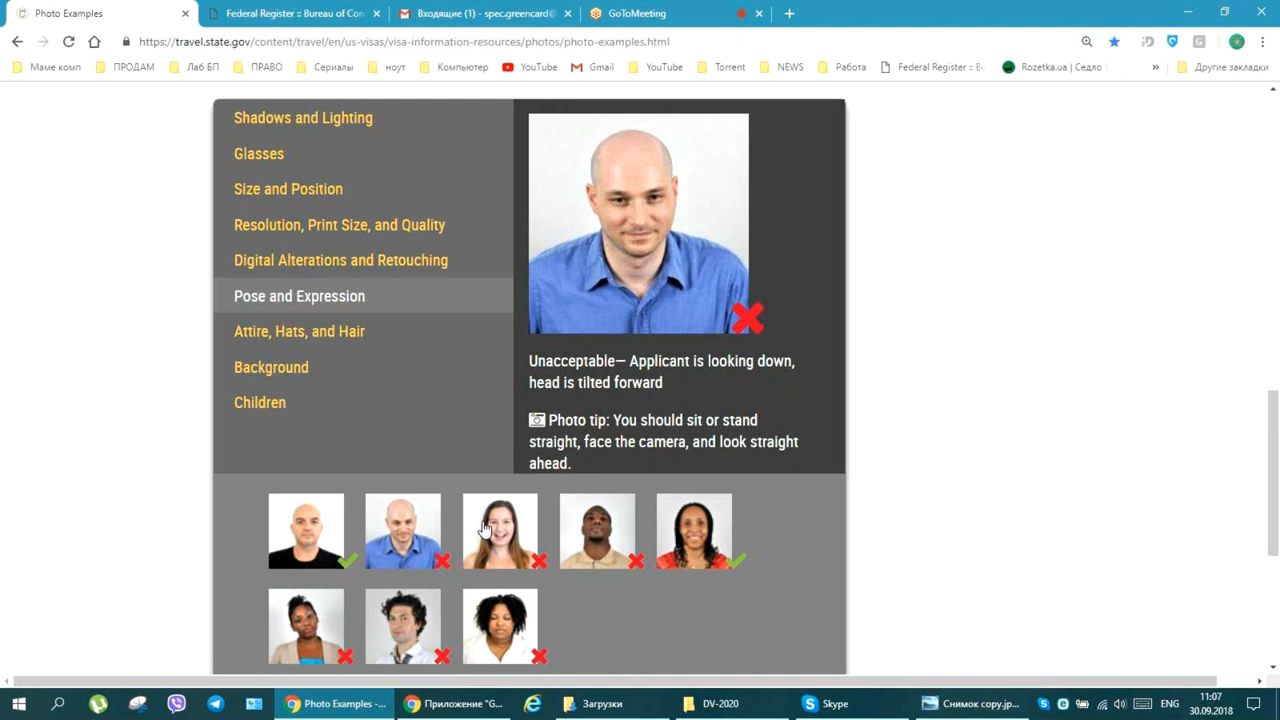 Photo Examples
Federal Register :: Bureau of Con
Входящие (1) - spec.greencard@
GoToMeeting
https://travel.state.gov/content/travel/en/us-visas/visa-information-resources/photos/photo-examples.html
Маме комп
ПРОДАМ
Лаб БП
ПРАВО
Сериалы
ноут
Компьютер
YouTube
Gmail
YouTube
Torrent
NEWS
Работа
Federal Register :: Bu
Rozetka.ua | Седло
»
Другие закладки
Shadows and Lighting
Glasses
Size and Position
Resolution, Print Size, and Quality
Digital Alterations and Retouching
Pose and Expression
Attire, Hats, and Hair
Background
Children
Unacceptable— Applicant is looking down,
head is tilted forward
Photo tip: You should sit or stand
straight, face the camera, and look straight
ahead.
Photo Examples -...
Приложение "G...
Загрузки
DV-2020
Skype
Снимок copy.jp...
ENG
11:07
30.09.2018